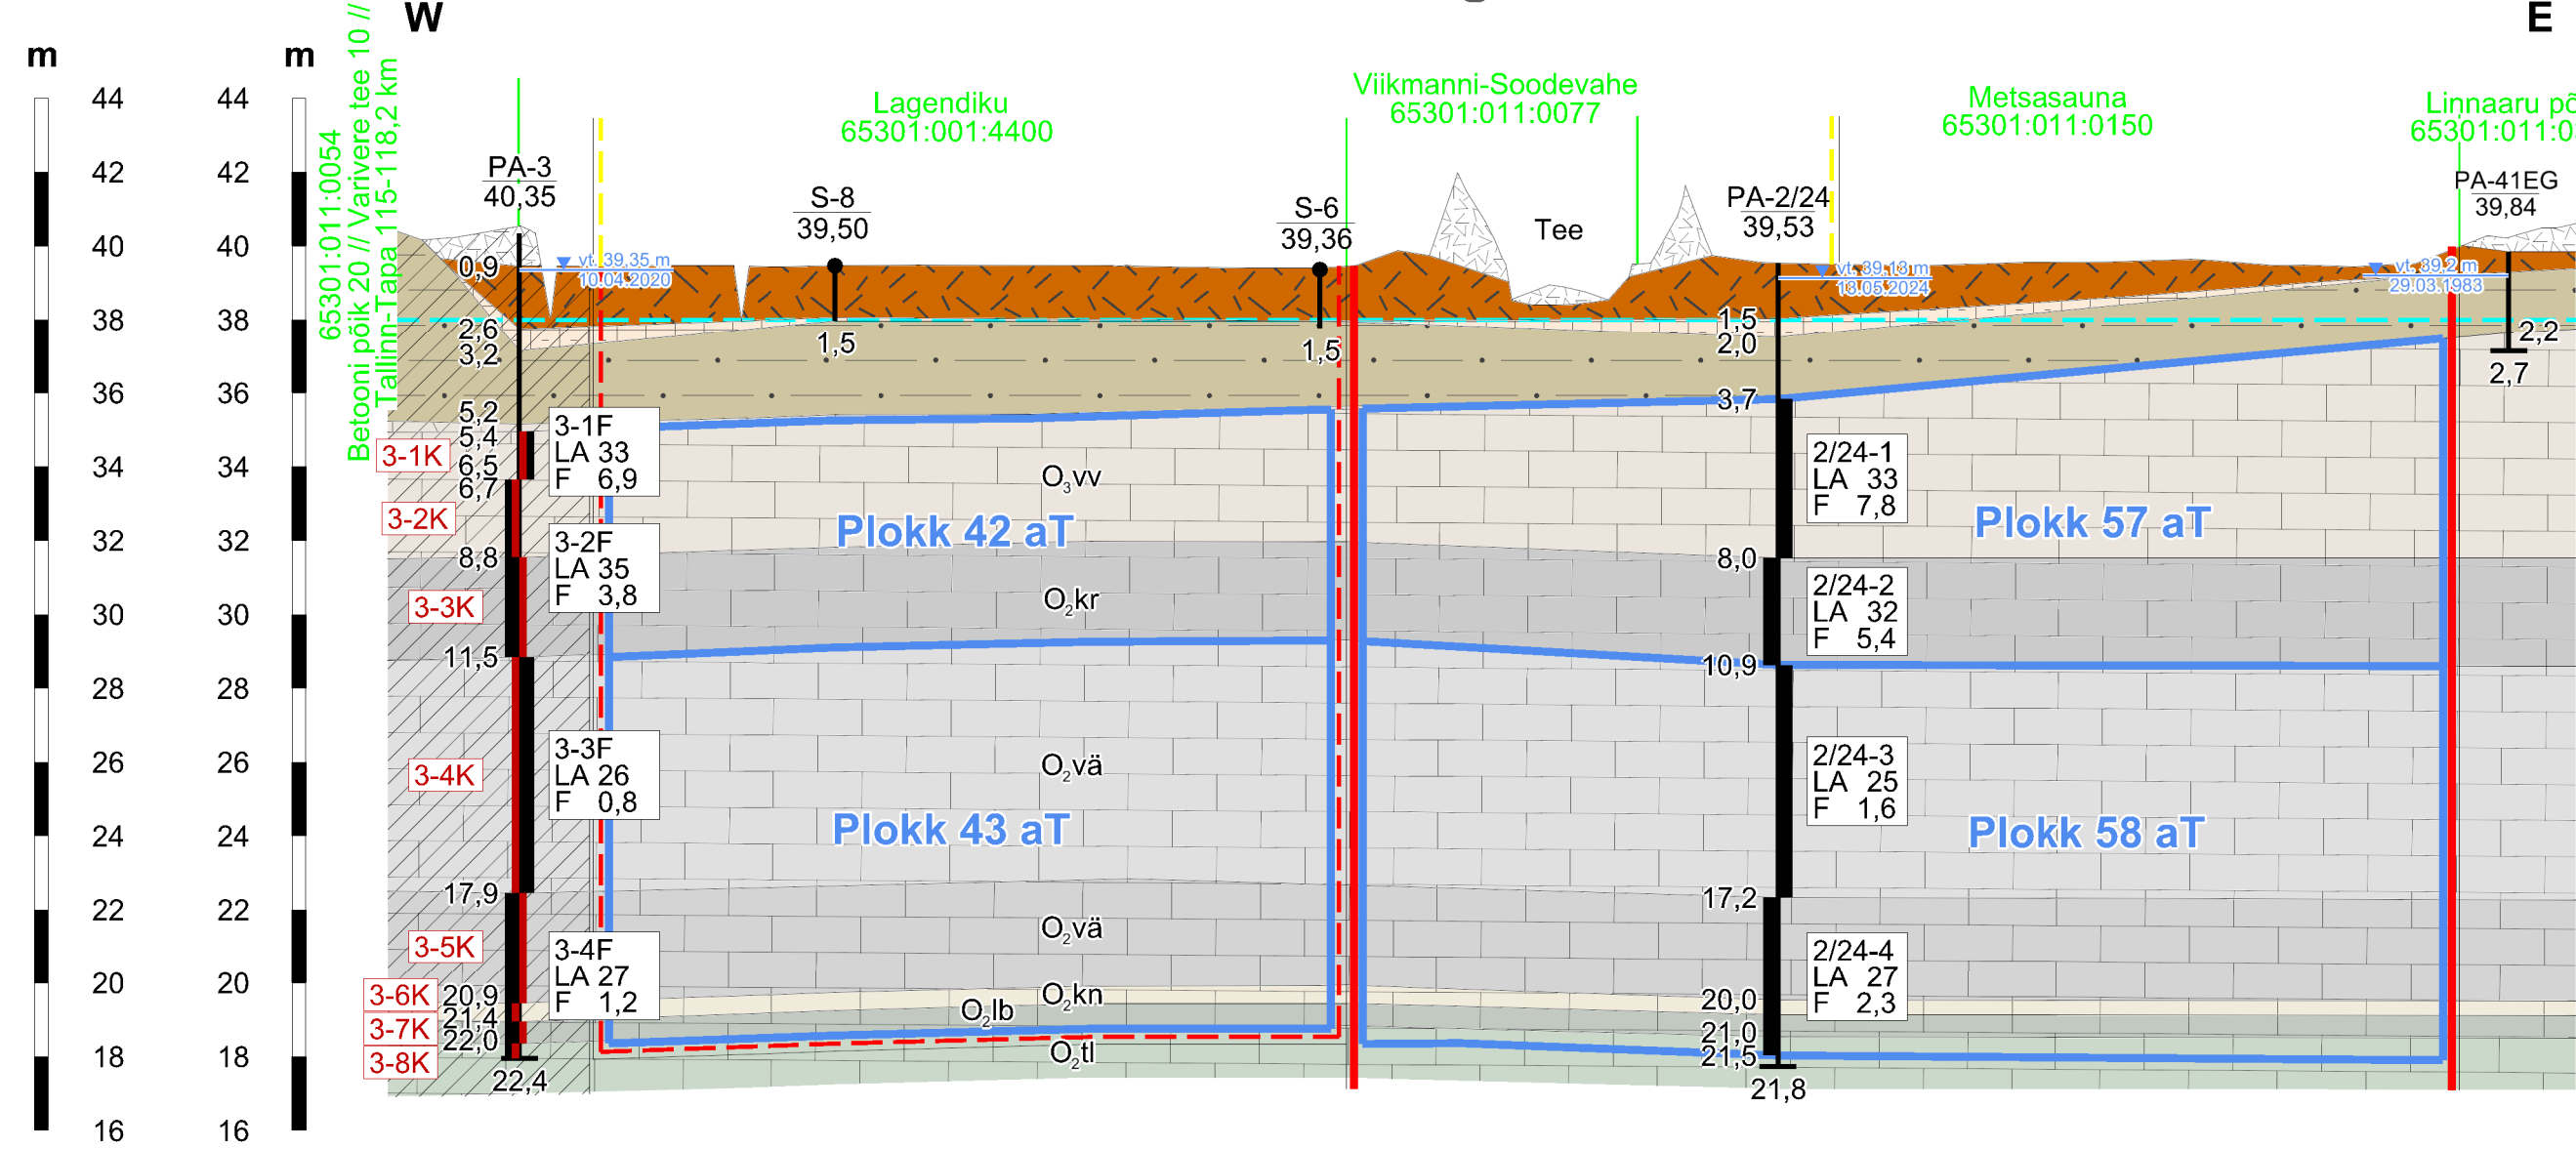 W
E
m
m
44
42
40
38
36
34
32
30
28
26
24
22
20
18
16
44
42
40
38
36
34
32
30
28
26
24
22
20
18
16
65301:011:0054
Betooni põlk 20 // Varivere tee 10 //
Tallinn-Tapa 115-118,2 km
Lagendiku
65301:001:4400
Viikmanni-Soodevahe
65301:011:0077
Metsasauna
65301:011:0150
Linnaaru põ
65301:011:0
PA-3
40,35
S-8
39,50
S-6
39,36
Tee
PA-2/24
39,53
PA-41EG
39,84
vt. 39,35 m
10.04.2020
vt. 39,13 m
13.05.2024
vt. 39,2 m
29.03.1983
0,9
2,6
3,2
5,2
5,4
6,5
6,7
8,8
11,5
17,9
20,9
21,4
22,0
22,4
3-1K
3-2K
3-3K
3-4K
3-5K
3-6K
3-7K
3-8K
3-1F
LA 33
F 6,9
3-2F
LA 35
F 3,8
3-3F
LA 26
F 0,8
3-4F
LA 27
F 1,2
1,5
1,5
O₃vv
Plokk 42 aT
O₂kr
O₂vä
Plokk 43 aT
O₂vä
O₂kn
O₂lb
O₂tl
1,5
2,0
3,7
8,0
10,9
17,2
20,0
21,0
21,5
21,8
2/24-1
LA 33
F 7,8
2/24-2
LA 32
F 5,4
2/24-3
LA 25
F 1,6
2/24-4
LA 27
F 2,3
Plokk 57 aT
Plokk 58 aT
2,2
2,7